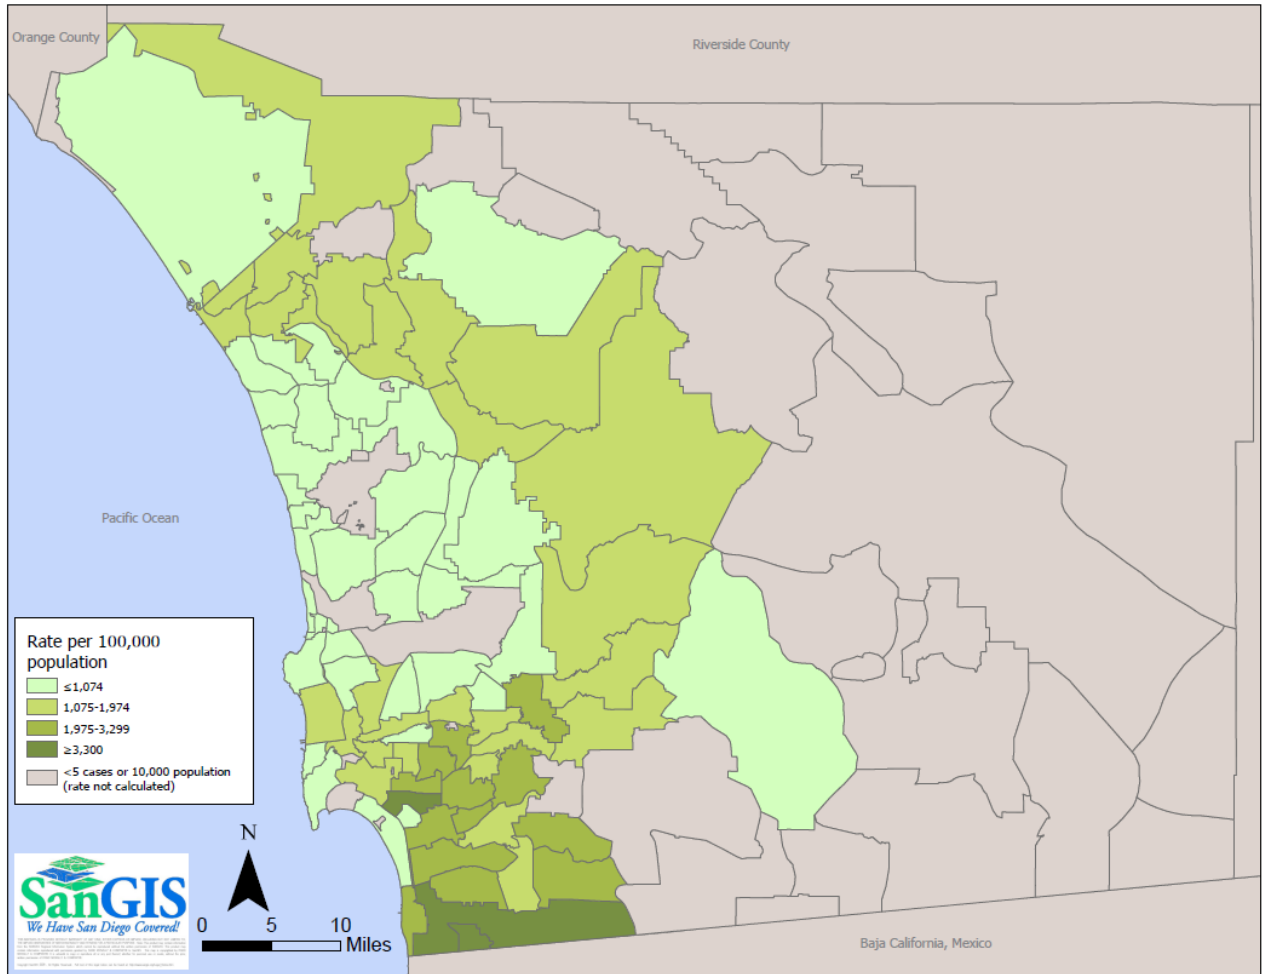 Orange County
Riverside County
Pacific Ocean
Rate per 100,000
population
≤1,074
1,075-1,974
1,975-3,299
≥3,300
<5 cases or 10,000 population
(rate not calculated)
N
0 5 10
Miles
SanGIS
We Have San Diego Covered!
Baja California, Mexico